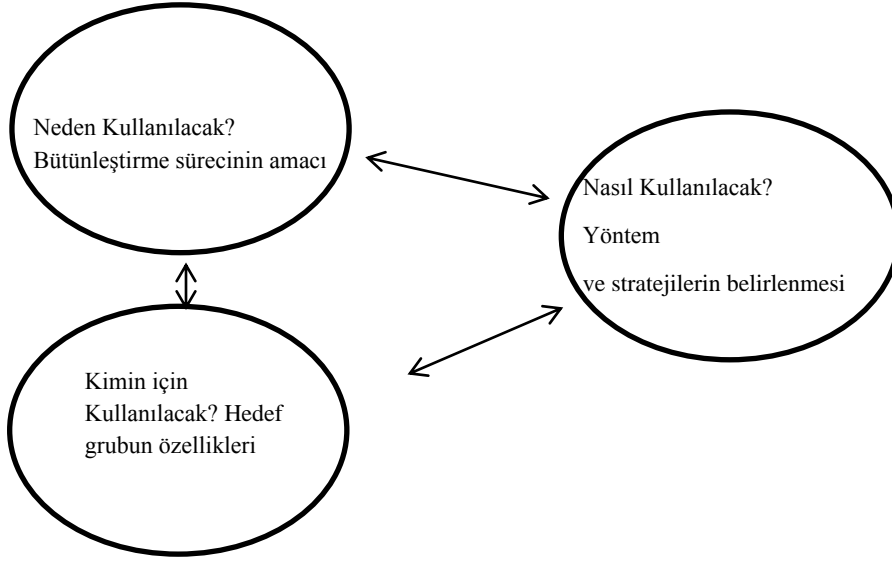 Neden Kullanılacak?
Bütünleştirme sürecinin amacı
Nasıl Kullanılacak?
Yöntem
ve stratejilerin belirlenmesi
Kimin için
Kullanılacak? Hedef
grubun özellikleri